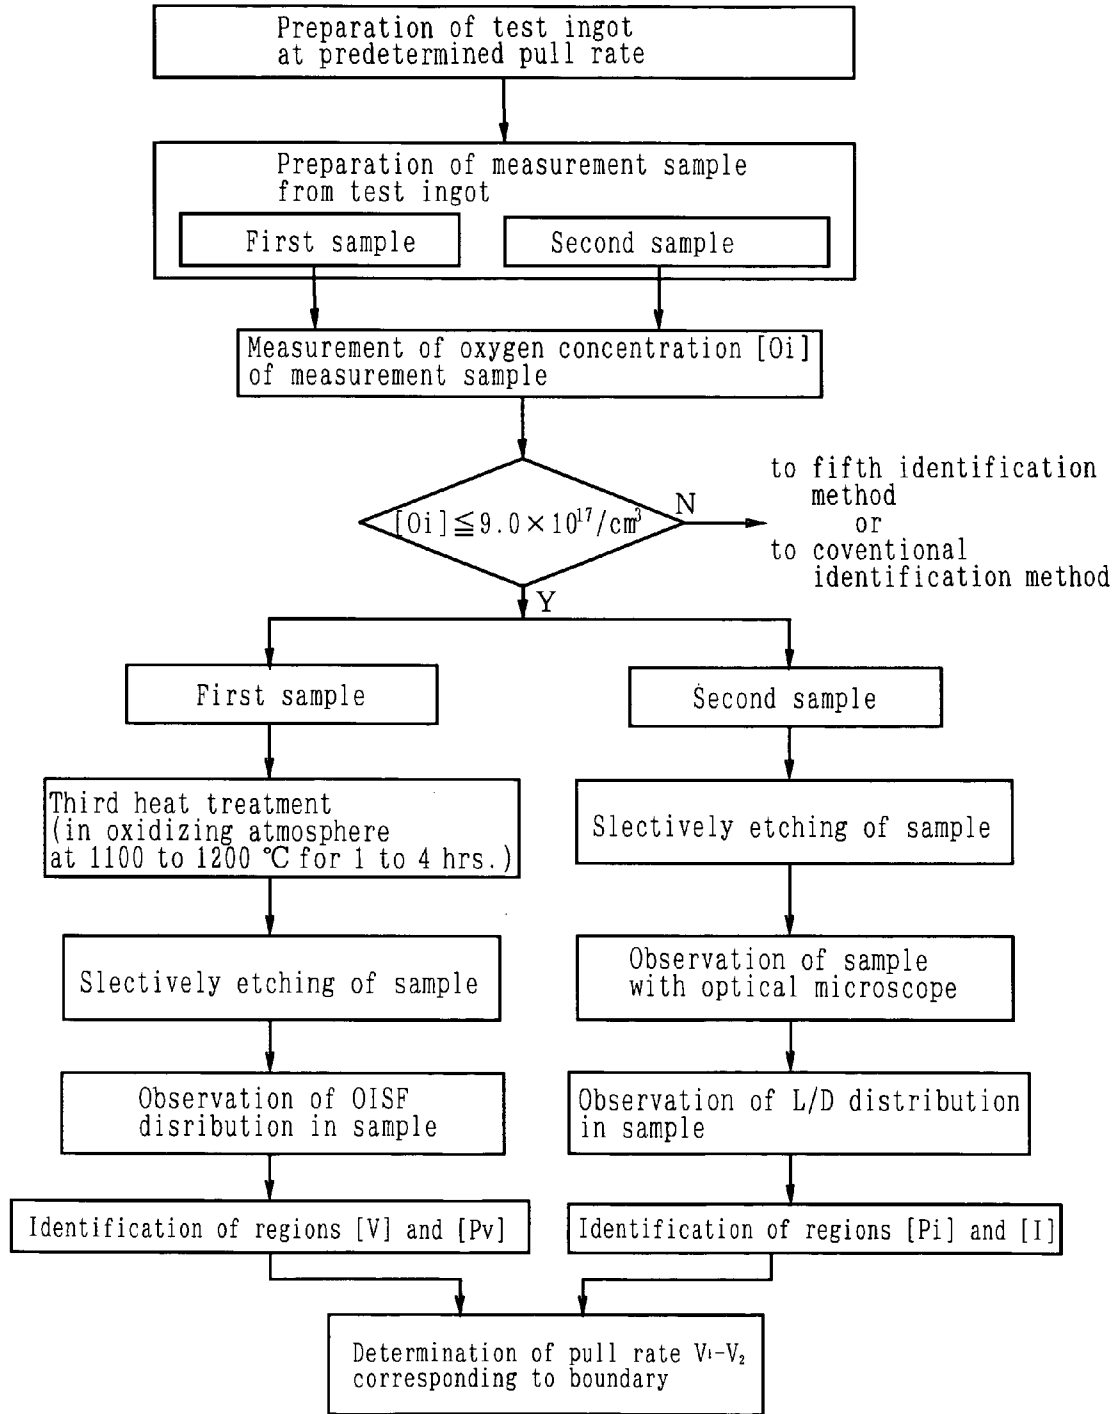 Preparation of test ingot
at predetermined pull rate
Preparation of measurement sample
from test ingot
First sample
Second sample
Measurement of oxygen concentration [Oi]
of measurement sample
[Oi]≦9.0×10¹⁷/cm³
N
to fifth identification
method
or
to coventional
identification method
Y
First sample
Second sample
Third heat treatment
(in oxidizing atmosphere
at 1100 to 1200 ℃ for 1 to 4 hrs.)
Slectively etching of sample
Slectively etching of sample
Observation of sample
with optical microscope
Observation of OISF
disribution in sample
Observation of L/D distribution
in sample
Identification of regions [V] and [Pv]
Identification of regions [Pi] and [I]
Determination of pull rate V₁-V₂
corresponding to boundary